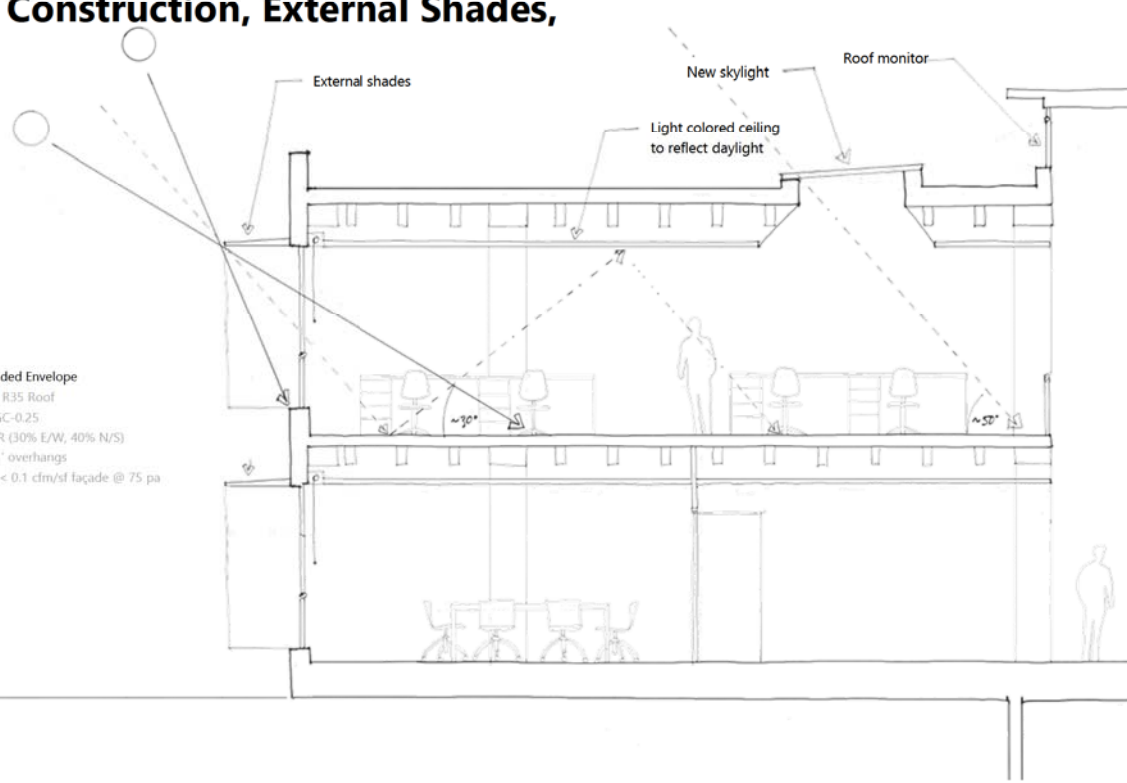 Construction, External Shades,
External shades
New skylight
Roof monitor
Light colored ceiling
to reflect daylight
ded Envelope
R35 Roof
GC-0.25
R (30% E/W, 40% N/S)
' overhangs
< 0.1 cfm/sf façade @ 75 pa
~30°
~50°